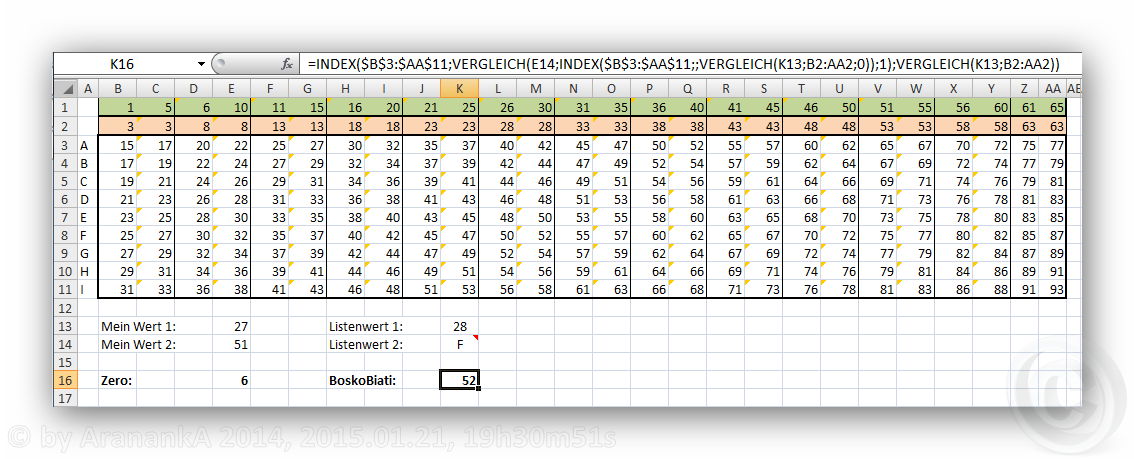 K16 fx =INDEX($B$3:$AA$11;VERGLEICH(E14;INDEX($B$3:$AA$11;;VERGLEICH(K13;B2:AA2;0));1);VERGLEICH(K13;B2:AA2))
A B C D E F G H I J K L M N O P Q R S T U V W X Y Z AA AB
1 1 5 6 10 11 15 16 20 21 25 26 30 31 35 36 40 41 45 46 50 51 55 56 60 61 65
2 3 3 8 8 13 13 18 18 23 23 28 28 33 33 38 38 43 43 48 48 53 53 58 58 63 63
3 A 15 17 20 22 25 27 30 32 35 37 40 42 45 47 50 52 55 57 60 62 65 67 70 72 75 77
4 B 17 19 22 24 27 29 32 34 37 39 42 44 47 49 52 54 57 59 62 64 67 69 72 74 77 79
5 C 19 21 24 26 29 31 34 36 39 41 44 46 49 51 54 56 59 61 64 66 69 71 74 76 79 81
6 D 21 23 26 28 31 33 36 38 41 43 46 48 51 53 56 58 61 63 66 68 71 73 76 78 81 83
7 E 23 25 28 30 33 35 38 40 43 45 48 50 53 55 58 60 63 65 68 70 73 75 78 80 83 85
8 F 25 27 30 32 35 37 40 42 45 47 50 52 55 57 60 62 65 67 70 72 75 77 80 82 85 87
9 G 27 29 32 34 37 39 42 44 47 49 52 54 57 59 62 64 67 69 72 74 77 79 82 84 87 89
10 H 29 31 34 36 39 41 44 46 49 51 54 56 59 61 64 66 69 71 74 76 79 81 84 86 89 91
11 I 31 33 36 38 41 43 46 48 51 53 56 58 61 63 66 68 71 73 76 78 81 83 86 88 91 93
12
13 Mein Wert 1: 27 Listenwert 1: 28
14 Mein Wert 2: 51 Listenwert 2: F
15
16 Zero: 6 BoskoBiati: 52
17
© by AranankA 2014, 2015.01.21, 19h30m51s